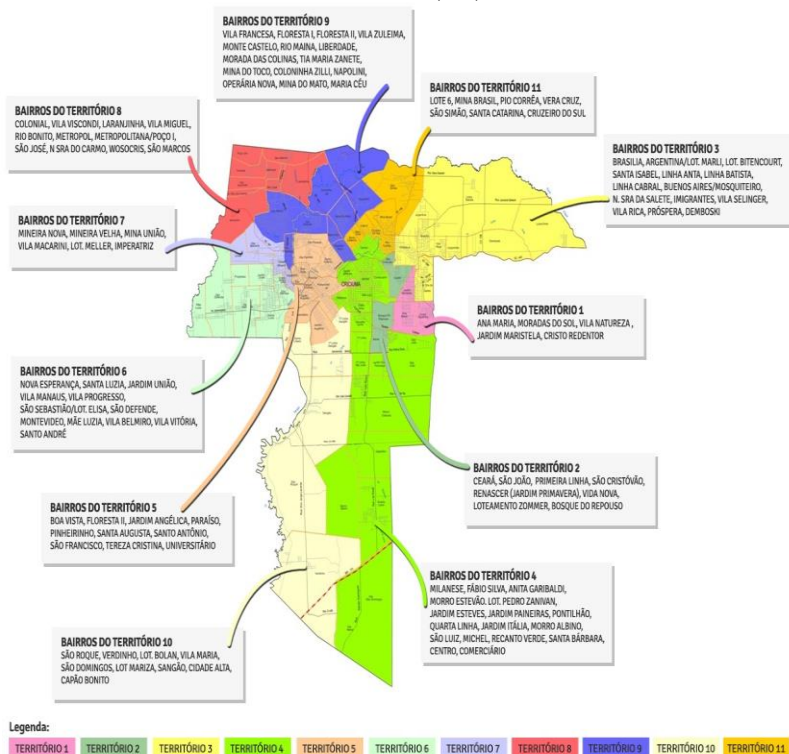 BAIRROS DO TERRITÓRIO 9
VILA FRANCESA, FLORESTA I, FLORESTA II, VILA ZULEIMA,
MONTE CASTELO, RIO MAINA, LIBERDADE,
MORADA DAS COLINAS, TIA MARIA ZANETE,
MINA DO TOCO, COLONINHA ZILLI, NAPOLINI,
OPERÁRIA NOVA, MINA DO MATO, MARIA CÉU
BAIRROS DO TERRITÓRIO 11
LOTE 6, MINA BRASIL, PIO CORRÊA, VERA CRUZ,
SÃO SIMÃO, SANTA CATARINA, CRUZEIRO DO SUL
BAIRROS DO TERRITÓRIO 8
COLONIAL, VILA VISCONDI, LARANJINHA, VILA MIGUEL,
RIO BONITO, METROPOL, METROPOLITANA/POÇO I,
SÃO JOSÉ, N SRA DO CARMO, WOSOCRIS, SÃO MARCOS
BAIRROS DO TERRITÓRIO 3
BRASILIA, ARGENTINA/LOT. MARLI, LOT. BITENCOURT,
SANTA ISABEL, LINHA ANTA, LINHA BATISTA,
LINHA CABRAL, BUENOS AIRES/MOSQUITEIRO,
N. SRA DA SALETE, IMIGRANTES, VILA SELINGER,
VILA RICA, PRÓSPERA, DEMBOSKI
BAIRROS DO TERRITÓRIO 7
MINEIRA NOVA, MINEIRA VELHA, MINA UNIÃO,
VILA MACARINI, LOT. MELLER, IMPERATRIZ
CRICIÚMA
BAIRROS DO TERRITÓRIO 1
ANA MARIA, MORADAS DO SOL, VILA NATUREZA ,
JARDIM MARISTELA, CRISTO REDENTOR
BAIRROS DO TERRITÓRIO 6
NOVA ESPERANÇA, SANTA LUZIA, JARDIM UNIÃO,
VILA MANAUS, VILA PROGRESSO,
SÃO SEBASTIÃO/LOT. ELISA, SÃO DEFENDE,
MONTEVIDEO, MÃE LUZIA, VILA BELMIRO, VILA VITÓRIA,
SANTO ANDRÉ
BAIRROS DO TERRITÓRIO 2
CEARÁ, SÃO JOÃO, PRIMEIRA LINHA, SÃO CRISTÓVÃO,
RENASCER (JARDIM PRIMAVERA), VIDA NOVA,
LOTEAMENTO ZOMMER, BOSQUE DO REPOUSO
BAIRROS DO TERRITÓRIO 5
BOA VISTA, FLORESTA II, JARDIM ANGÉLICA, PARAÍSO,
PINHEIRINHO, SANTA AUGUSTA, SANTO ANTÔNIO,
SÃO FRANCISCO, TEREZA CRISTINA, UNIVERSITÁRIO
BAIRROS DO TERRITÓRIO 4
MILANESE, FÁBIO SILVA, ANITA GARIBALDI,
MORRO ESTEVÃO. LOT. PEDRO ZANIVAN,
JARDIM ESTEVES, JARDIM PAINEIRAS, PONTILHÃO,
QUARTA LINHA, JARDIM ITÁLIA, MORRO ALBINO,
SÃO LUIZ, MICHEL, RECANTO VERDE, SANTA BÁRBARA,
CENTRO, COMERCIÁRIO
BAIRROS DO TERRITÓRIO 10
SÃO ROQUE, VERDINHO, LOT. BOLAN, VILA MARIA,
SÃO DOMINGOS, LOT MARIZA, SANGÃO, CIDADE ALTA,
CAPÃO BONITO
Legenda:
TERRITÓRIO 1 TERRITÓRIO 2 TERRITÓRIO 3 TERRITÓRIO 4 TERRITÓRIO 5 TERRITÓRIO 6 TERRITÓRIO 7 TERRITÓRIO 8 TERRITÓRIO 9 TERRITÓRIO 10 TERRITÓRIO 11